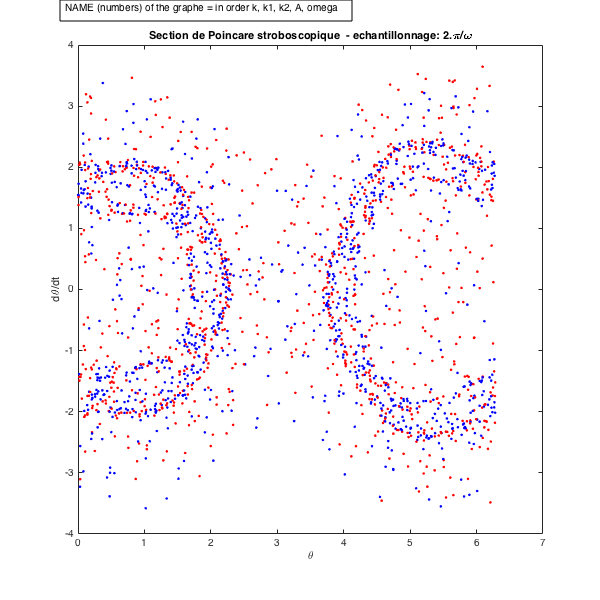 NAME (numbers) of the graphe = in order k, k1, k2, A, omega
Section de Poincare stroboscopique - echantillonnage: 2.π/ω
4
3
2
1
0
-1
-2
-3
-4
dθ/dt
0 1 2 3 4 5 6 7
θ